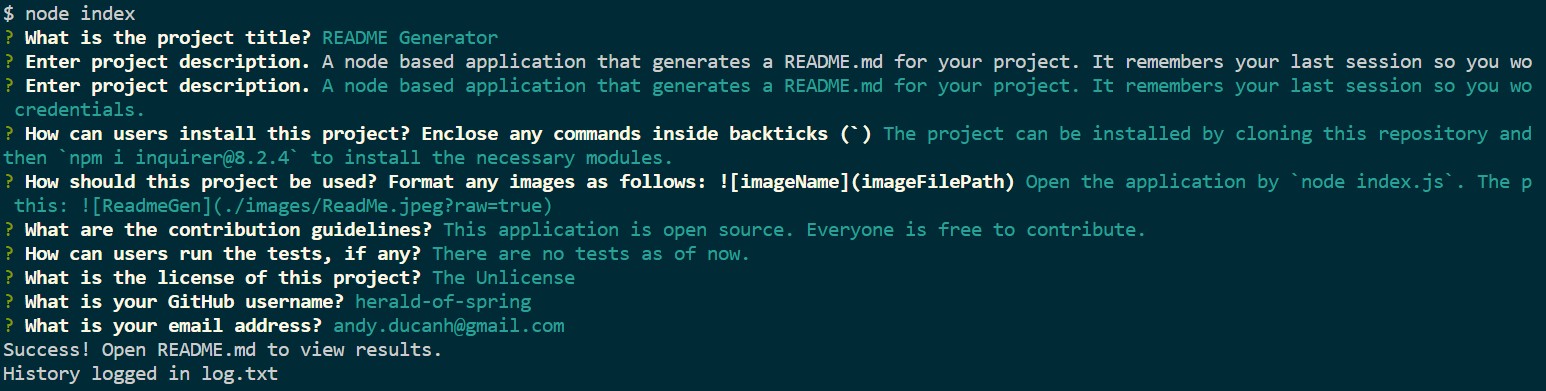 $ node index
? What is the project title? README Generator
? Enter project description. A node based application that generates a README.md for your project. It remembers your last session so you wo
? Enter project description. A node based application that generates a README.md for your project. It remembers your last session so you wo
credentials.
? How can users install this project? Enclose any commands inside backticks (`) The project can be installed by cloning this repository and
then `npm i inquirer@8.2.4` to install the necessary modules.
? How should this project be used? Format any images as follows: ![imageName](imageFilePath) Open the application by `node index.js`. The p
this: ![ReadmeGen](./images/ReadMe.jpeg?raw=true)
? What are the contribution guidelines? This application is open source. Everyone is free to contribute.
? How can users run the tests, if any? There are no tests as of now.
? What is the license of this project? The Unlicense
? What is your GitHub username? herald-of-spring
? What is your email address? andy.ducanh@gmail.com
Success! Open README.md to view results.
History logged in log.txt